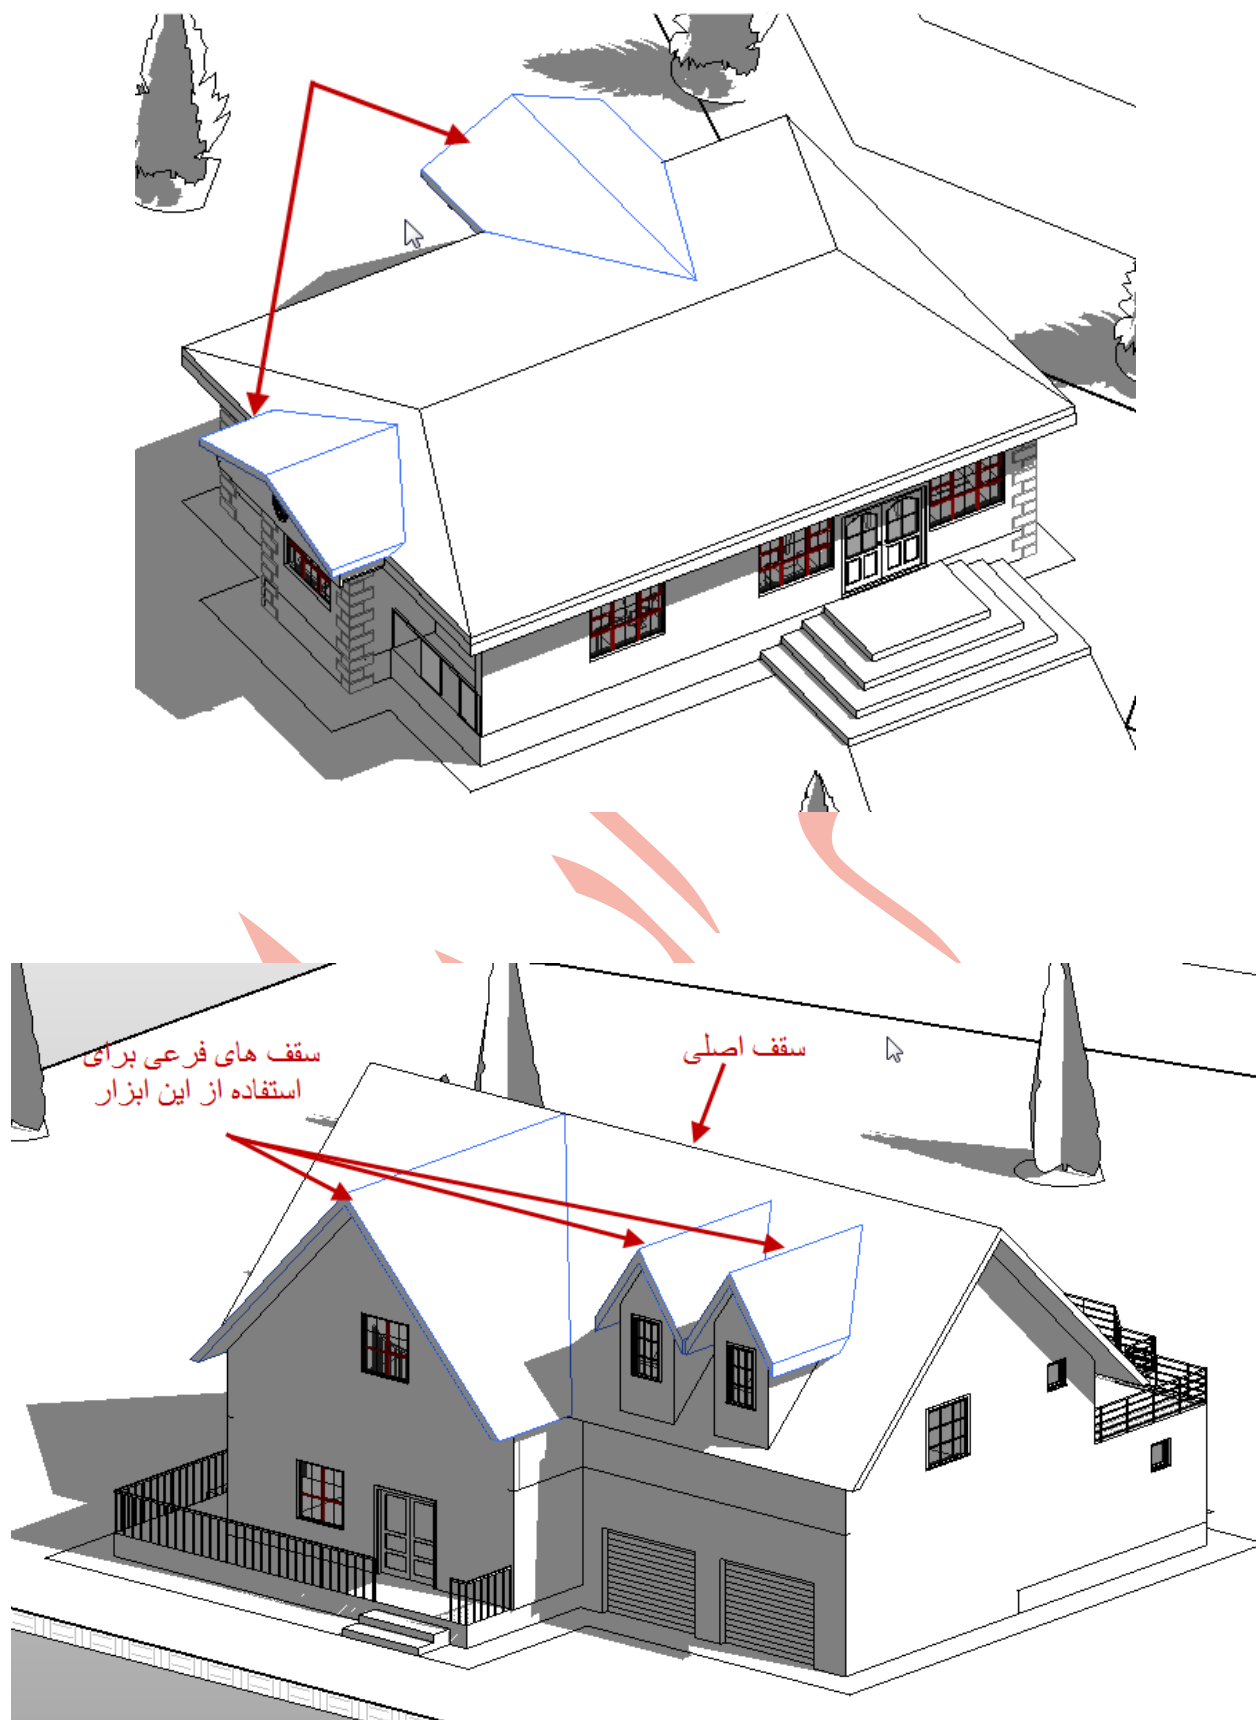 سقف اصلی
سقف های فرعی برای
استفاده از این ابزار